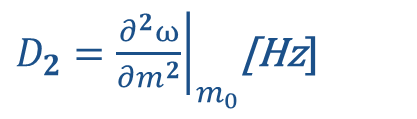 D₂ = ∂²ω/∂m² |ₘ₀ [Hz]